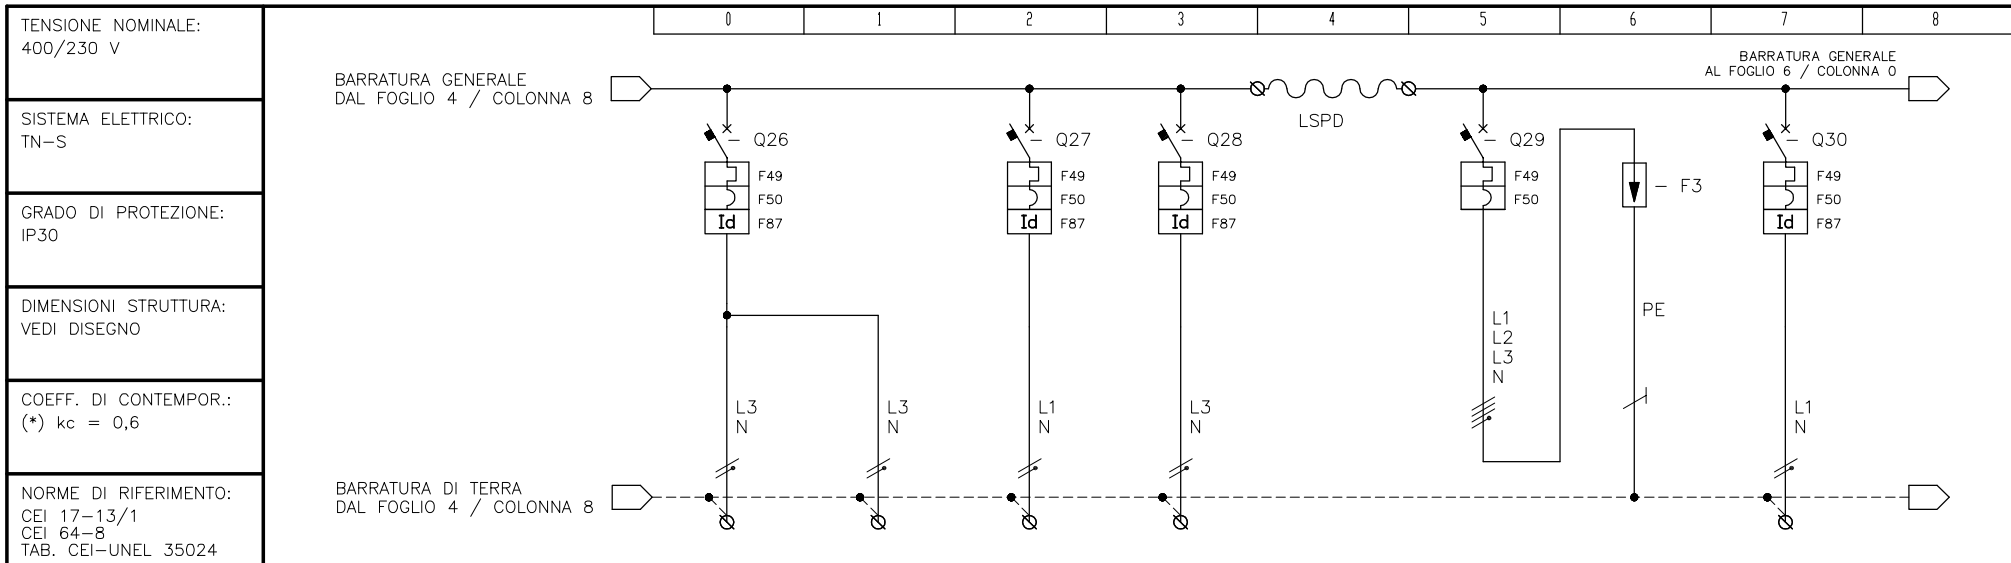 TENSIONE NOMINALE:
400/230 V
SISTEMA ELETTRICO:
TN-S
GRADO DI PROTEZIONE:
IP30
DIMENSIONI STRUTTURA:
VEDI DISEGNO
COEFF. DI CONTEMPOR.:
(*) kc = 0,6
NORME DI RIFERIMENTO:
CEI 17-13/1
CEI 64-8
TAB. CEI-UNEL 35024
0 1 2 3 4 5 6 7 8
BARRATURA GENERALE
DAL FOGLIO 4 / COLONNA 8
BARRATURA GENERALE
AL FOGLIO 6 / COLONNA 0
LSPD
- Q26
F49
F50
Id F87
- Q27
F49
F50
Id F87
- Q28
F49
F50
Id F87
- Q29
F49
F50
- F3
- Q30
F49
F50
Id F87
L3
N
L3
N
L1
N
L3
N
L1
L2
L3
N
PE
L1
N
BARRATURA DI TERRA
DAL FOGLIO 4 / COLONNA 8